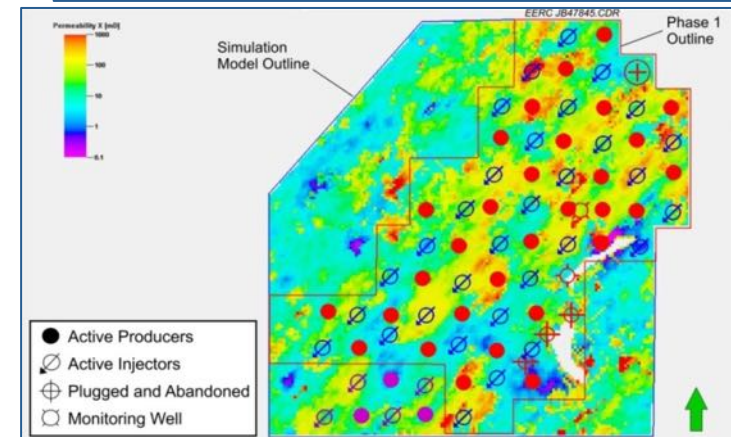 EERC JB47845.CDR
Permeability X [mD]
1000
100
10
1
0.1
Simulation
Model Outline
Phase 1
Outline
Active Producers
Active Injectors
Plugged and Abandoned
Monitoring Well